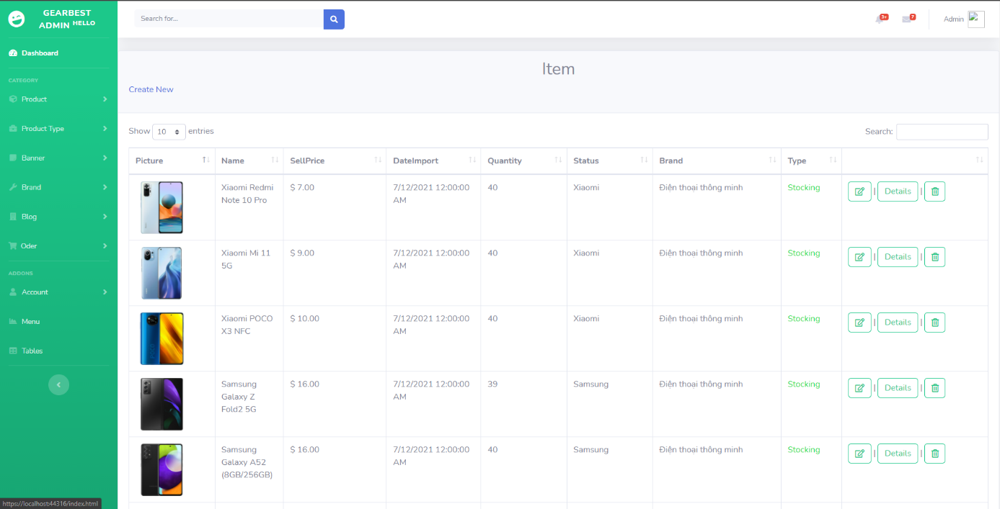 GEARBEST
ADMIN HELLO
Search for...
3+
7
Admin
Dashboard
CATEGORY
Product
Product Type
Banner
Brand
Blog
Oder
ADDONS
Account
Menu
Tables
Item
Create New
Show 10 entries
Search:
Picture Name SellPrice DateImport Quantity Status Brand Type
Xiaomi Redmi $ 7.00 7/12/2021 12:00:00 40 Xiaomi Điện thoại thông minh Stocking | Details |
Note 10 Pro AM
Xiaomi Mi 11 $ 9.00 7/12/2021 12:00:00 40 Xiaomi Điện thoại thông minh Stocking | Details |
5G AM
Xiaomi POCO $ 10.00 7/12/2021 12:00:00 40 Xiaomi Điện thoại thông minh Stocking | Details |
X3 NFC AM
Samsung $ 16.00 7/12/2021 12:00:00 39 Samsung Điện thoại thông minh Stocking | Details |
Galaxy Z AM
Fold2 5G
Samsung $ 16.00 7/12/2021 12:00:00 40 Samsung Điện thoại thông minh Stocking | Details |
Galaxy A52 AM
(8GB/256GB)
https://localhost:44316/index.html